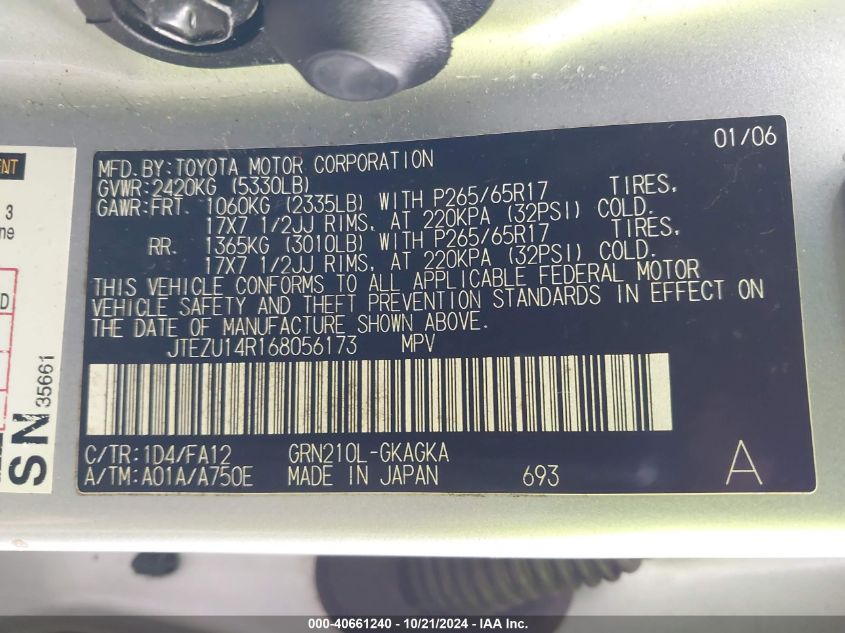 01/06
MFD. BY: TOYOTA MOTOR CORPORATION
GVWR: 2420KG (5330LB)
GAWR: FRT. 1060KG (2335LB) WITH P265/65R17 TIRES,
17X7 1/2JJ RIMS, AT 220KPA (32PSI) COLD.
RR. 1365KG (3010LB) WITH P265/65R17 TIRES,
17X7 1/2JJ RIMS, AT 220KPA (32PSI) COLD.
THIS VEHICLE CONFORMS TO ALL APPLICABLE FEDERAL MOTOR
VEHICLE SAFETY AND THEFT PREVENTION STANDARDS IN EFFECT ON
THE DATE OF MANUFACTURE SHOWN ABOVE.
JTEZU14R168056173 MPV
C/TR: 1D4/FA12 GRN210L-GKAGKA
A/TM: A01A/A750E MADE IN JAPAN 693 A
3
D
SN 35661
000-40661240 - 10/21/2024 - IAA Inc.